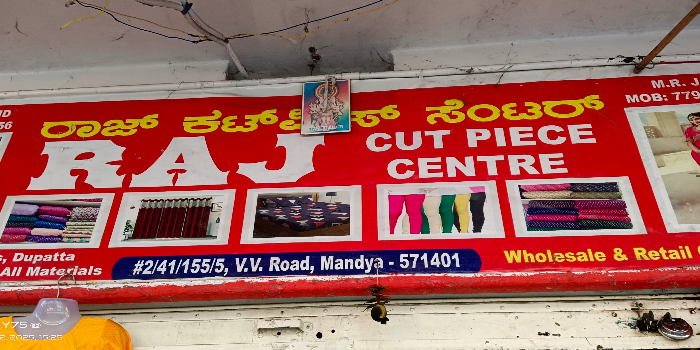 ರಾಜ್ ಕಟ್ ಸೆಂಟರ್
M.R. J
MOB: 779
RAJ
CUT PIECE
CENTRE
Dupatta
All Materials
#2/41/155/5, V.V. Road, Mandya - 571401
Wholesale & Retail
Y75